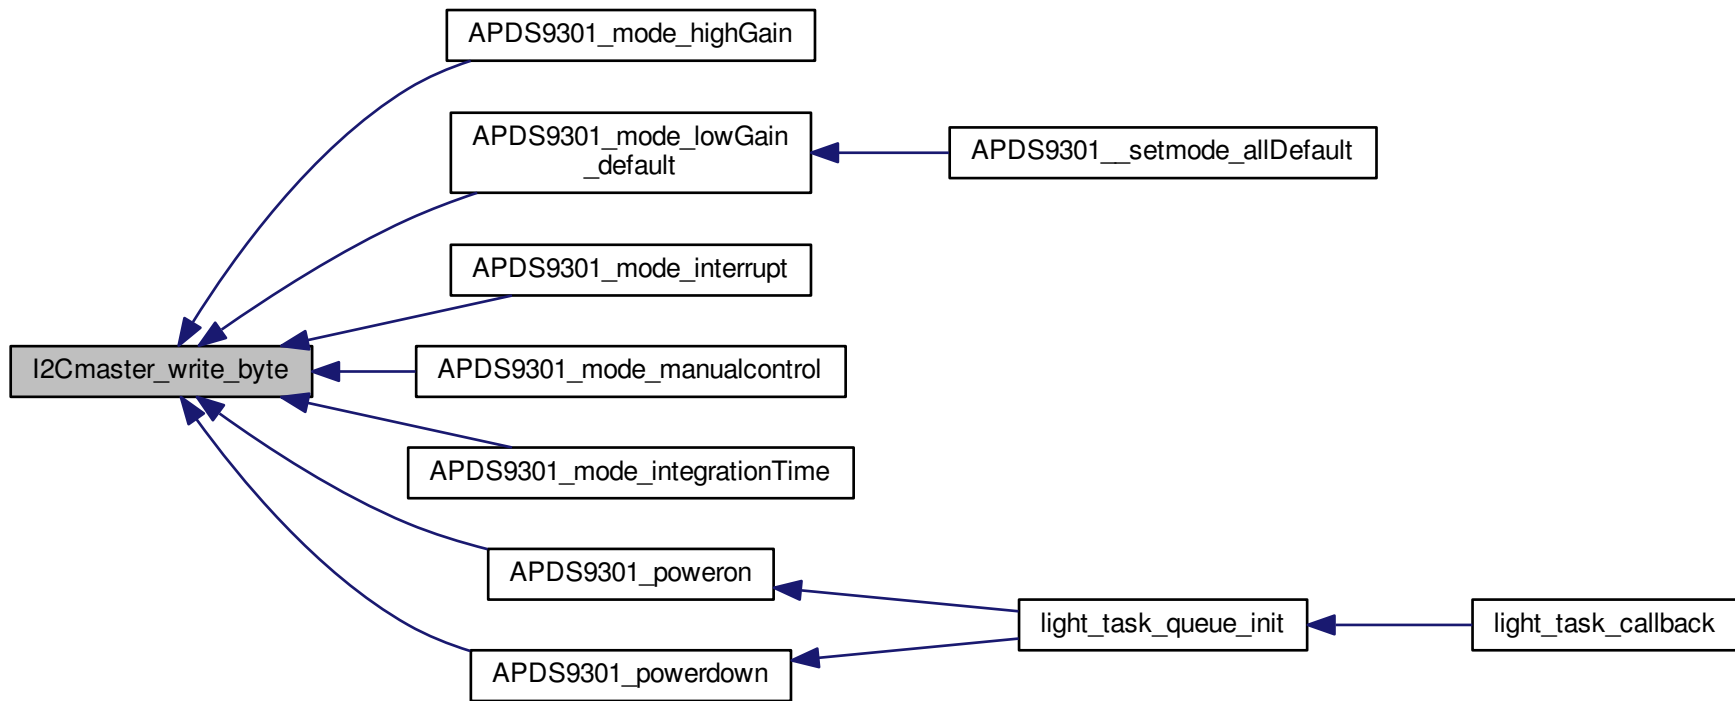 APDS9301_mode_highGain
APDS9301_mode_lowGain
_default
APDS9301__setmode_allDefault
APDS9301_mode_interrupt
I2Cmaster_write_byte
APDS9301_mode_manualcontrol
APDS9301_mode_integrationTime
APDS9301_poweron
light_task_queue_init
light_task_callback
APDS9301_powerdown